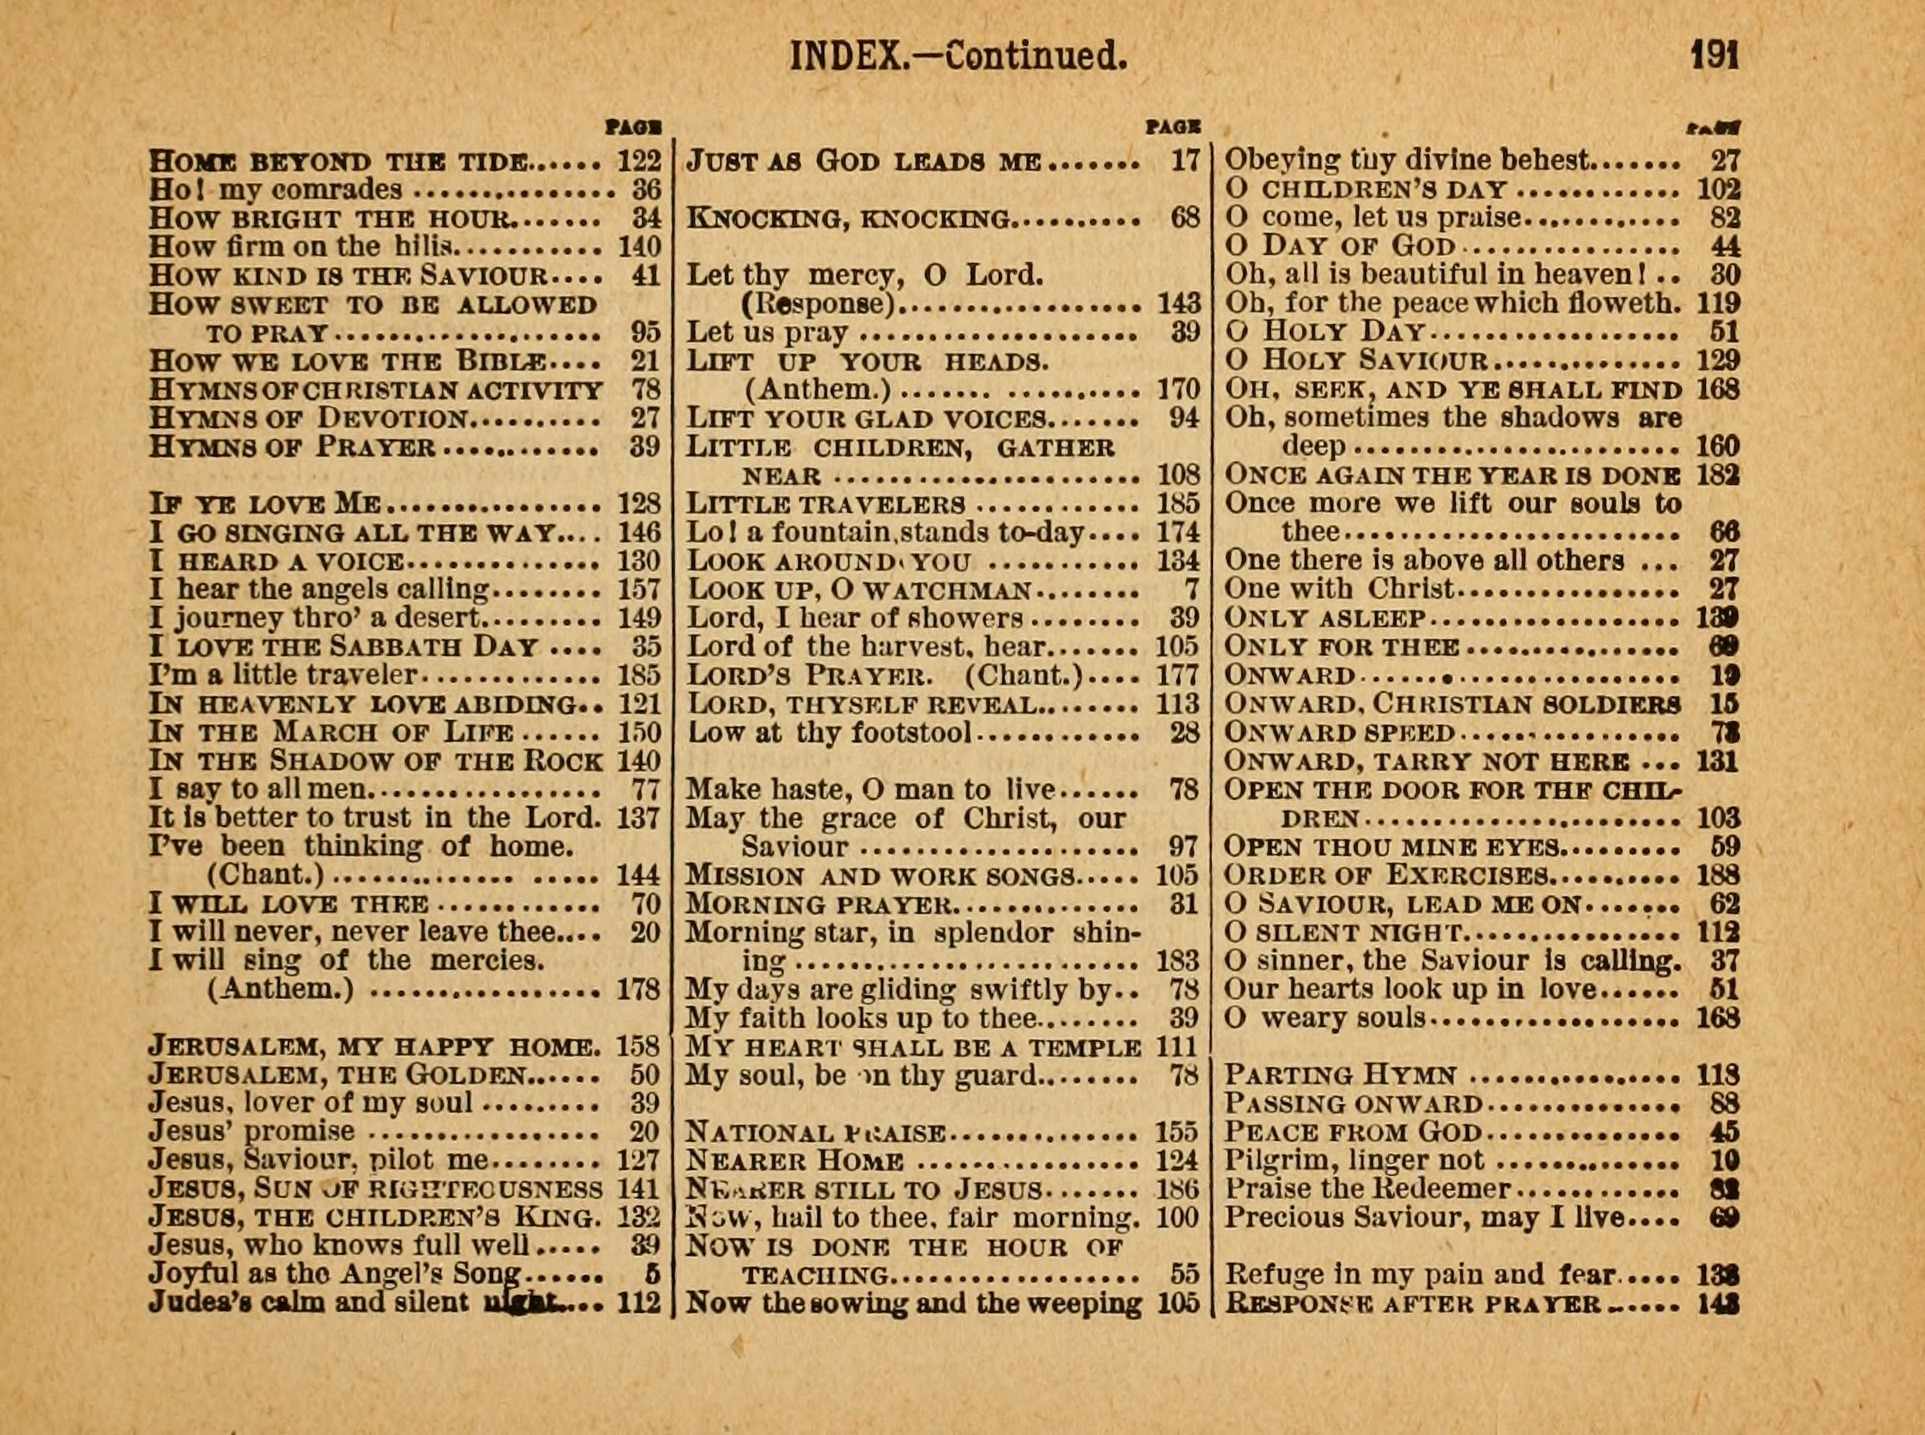 INDEX.—Continued. 191
PAGE
HOME BEYOND THE TIDE...... 122
Ho! my comrades ............... 36
HOW BRIGHT THE HOUR....... 34
How firm on the hills........... 140
HOW KIND IS THE SAVIOUR.... 41
HOW SWEET TO BE ALLOWED
TO PRAY.................... 95
HOW WE LOVE THE BIBLE.... 21
HYMNS OF CHRISTIAN ACTIVITY 78
HYMNS OF DEVOTION.......... 27
HYMNS OF PRAYER............ 39
IF YE LOVE ME................ 128
I GO SINGING ALL THE WAY.... 146
I HEARD A VOICE............... 130
I hear the angels calling........ 157
I journey thro' a desert......... 149
I LOVE THE SABBATH DAY .... 35
I'm a little traveler............. 185
IN HEAVENLY LOVE ABIDING.. 121
IN THE MARCH OF LIFE...... 150
IN THE SHADOW OF THE ROCK 140
I say to all men................. 77
It is better to trust in the Lord. 137
I've been thinking of home.
(Chant.) .................... 144
I WILL LOVE THEE............ 70
I will never, never leave thee.... 20
I will sing of the mercies.
(Anthem.) ................. 178
JERUSALEM, MY HAPPY HOME. 158
JERUSALEM, THE GOLDEN...... 50
Jesus, lover of my soul ......... 39
Jesus' promise ................. 20
Jesus, Saviour, pilot me........ 127
JESUS, SUN OF RIGHTEOUSNESS 141
JESUS, THE CHILDREN'S KING. 132
Jesus, who knows full well..... 39
Joyful as the Angel's Song...... 5
Judea's calm and silent night.... 112
PAGE
JUST AS GOD LEADS ME....... 17
KNOCKING, KNOCKING.......... 68
Let thy mercy, O Lord.
(Response).................. 143
Let us pray ..................... 39
LIFT UP YOUR HEADS.
(Anthem.) ....... .......... 170
LIFT YOUR GLAD VOICES....... 94
LITTLE CHILDREN, GATHER
NEAR ...................... 108
LITTLE TRAVELERS ............ 185
Lo! a fountain stands to-day.... 174
LOOK AROUND YOU ........... 134
LOOK UP, O WATCHMAN........ 7
Lord, I hear of showers........ 39
Lord of the harvest, hear....... 105
LORD'S PRAYER. (Chant.).... 177
LORD, THYSELF REVEAL........ 113
Low at thy footstool............ 28
Make haste, O man to live...... 78
May the grace of Christ, our
Saviour .................... 97
MISSION AND WORK SONGS..... 105
MORNING PRAYER.............. 31
Morning star, in splendor shin-
ing......................... 183
My days are gliding swiftly by.. 78
My faith looks up to thee........ 39
MY HEART SHALL BE A TEMPLE 111
My soul, be on thy guard........ 78
NATIONAL PRAISE.............. 155
NEARER HOME ................ 124
NEARER STILL TO JESUS....... 186
Now, hail to thee, fair morning. 100
NOW IS DONE THE HOUR OF
TEACHING.................. 55
Now the sowing and the weeping 105
PAGE
Obeying thy divine behest....... 27
O CHILDREN'S DAY ............ 102
O come, let us praise............ 82
O DAY OF GOD................ 44
Oh, all is beautiful in heaven! .. 30
Oh, for the peace which floweth. 119
O HOLY DAY................... 51
O HOLY SAVIOUR.............. 129
OH, SEEK, AND YE SHALL FIND 168
Oh, sometimes the shadows are
deep........................ 160
ONCE AGAIN THE YEAR IS DONE 182
Once more we lift our souls to
thee......................... 66
One there is above all others ... 27
One with Christ................ 27
ONLY ASLEEP................... 139
ONLY FOR THEE................ 69
ONWARD........................ 19
ONWARD, CHRISTIAN SOLDIERS 15
ONWARD SPEED................ 78
ONWARD, TARRY NOT HERE ... 131
OPEN THE DOOR FOR THE CHIL-
DREN........................ 103
OPEN THOU MINE EYES......... 59
ORDER OF EXERCISES.......... 188
O SAVIOUR, LEAD ME ON....... 62
O SILENT NIGHT................ 112
O sinner, the Saviour is calling. 37
Our hearts look up in love...... 51
O weary souls.................. 168
PARTING HYMN ................ 118
PASSING ONWARD.............. 88
PEACE FROM GOD.............. 45
Pilgrim, linger not ............. 10
Praise the Redeemer............
Precious Saviour, may I live.... 69
Refuge in my pain and fear..... 138
RESPONSE AFTER PRAYER...... 143